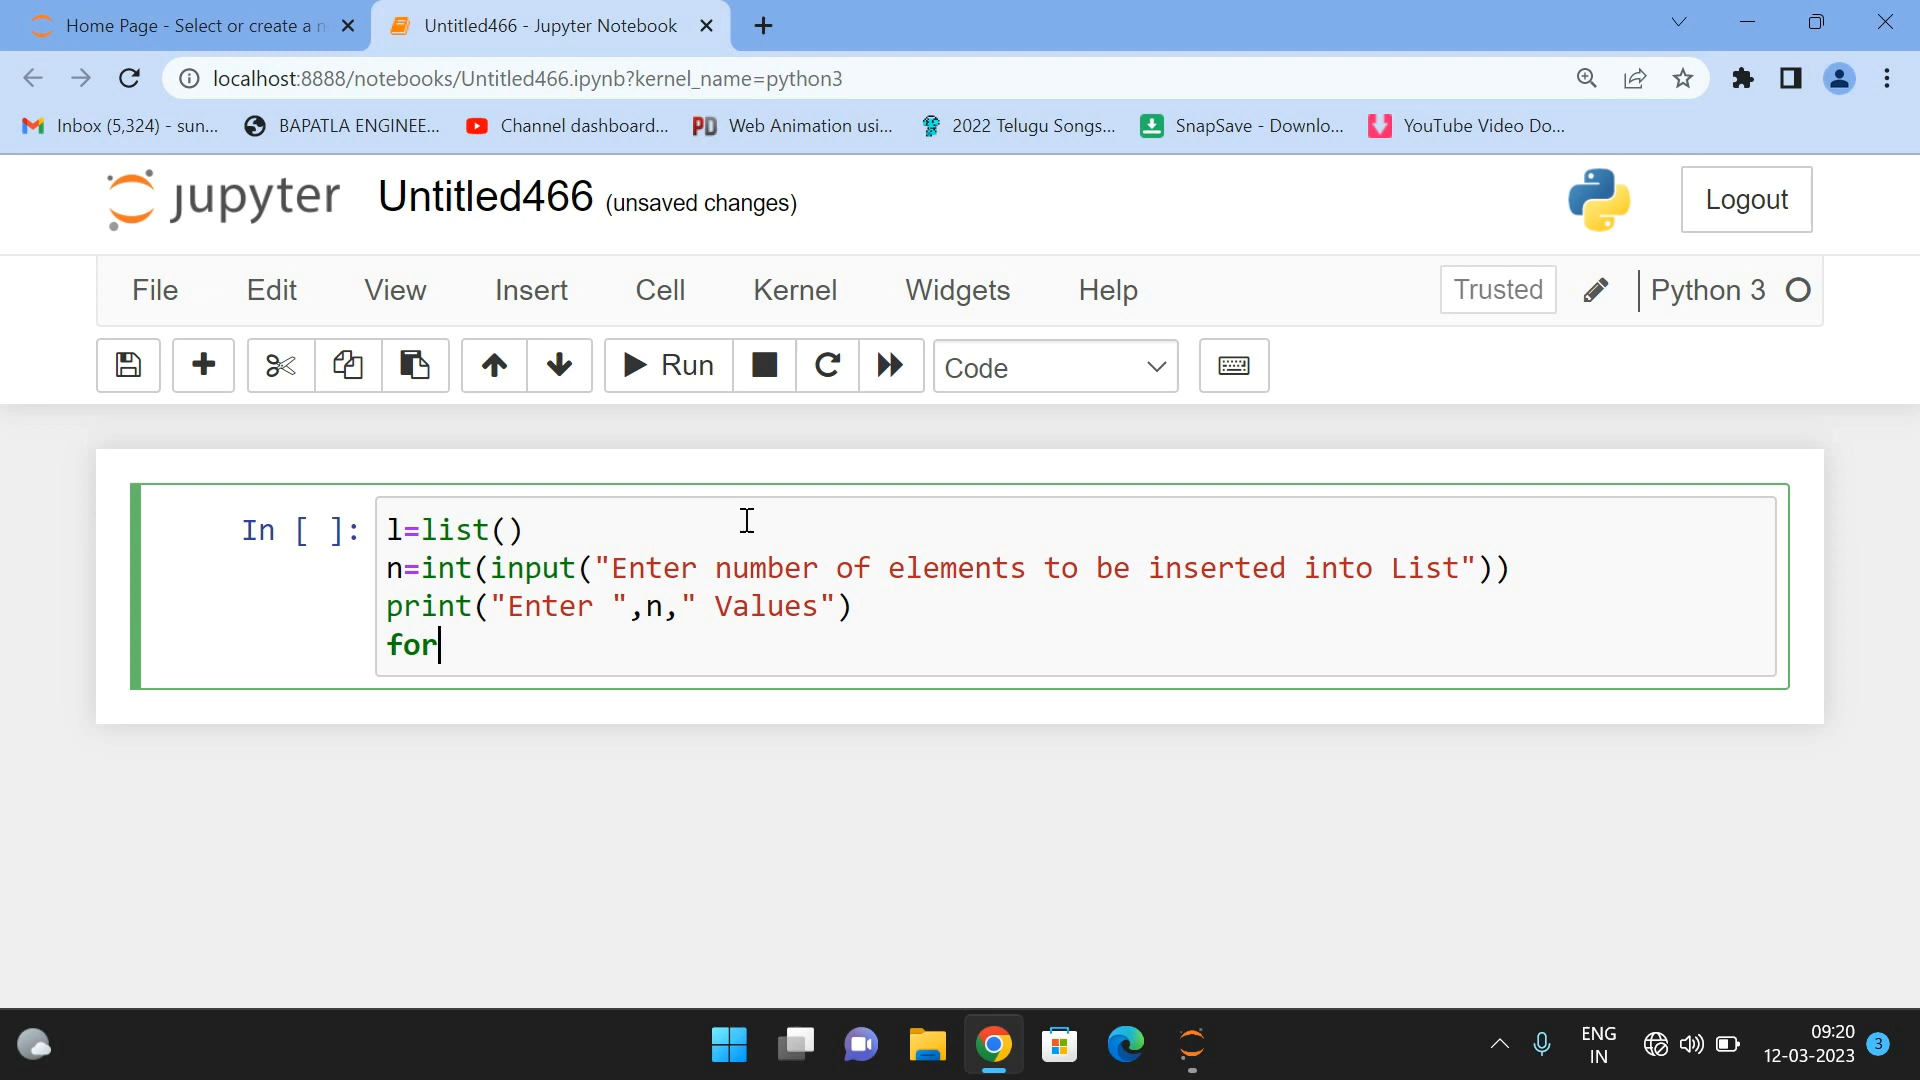 Home Page - Select or create a n
Untitled466 - Jupyter Notebook
localhost:8888/notebooks/Untitled466.ipynb?kernel_name=python3
Inbox (5,324) - sun...
BAPATLA ENGINEE...
Channel dashboard...
PD Web Animation usi...
2022 Telugu Songs...
SnapSave - Downlo...
YouTube Video Do...
jupyter Untitled466 (unsaved changes)
Logout
File Edit View Insert Cell Kernel Widgets Help
Trusted
Python 3
Run
Code
In [ ]:
l=list()
n=int(input("Enter number of elements to be inserted into List"))
print("Enter ",n," Values")
for
ENG
IN
09:20
12-03-2023
3